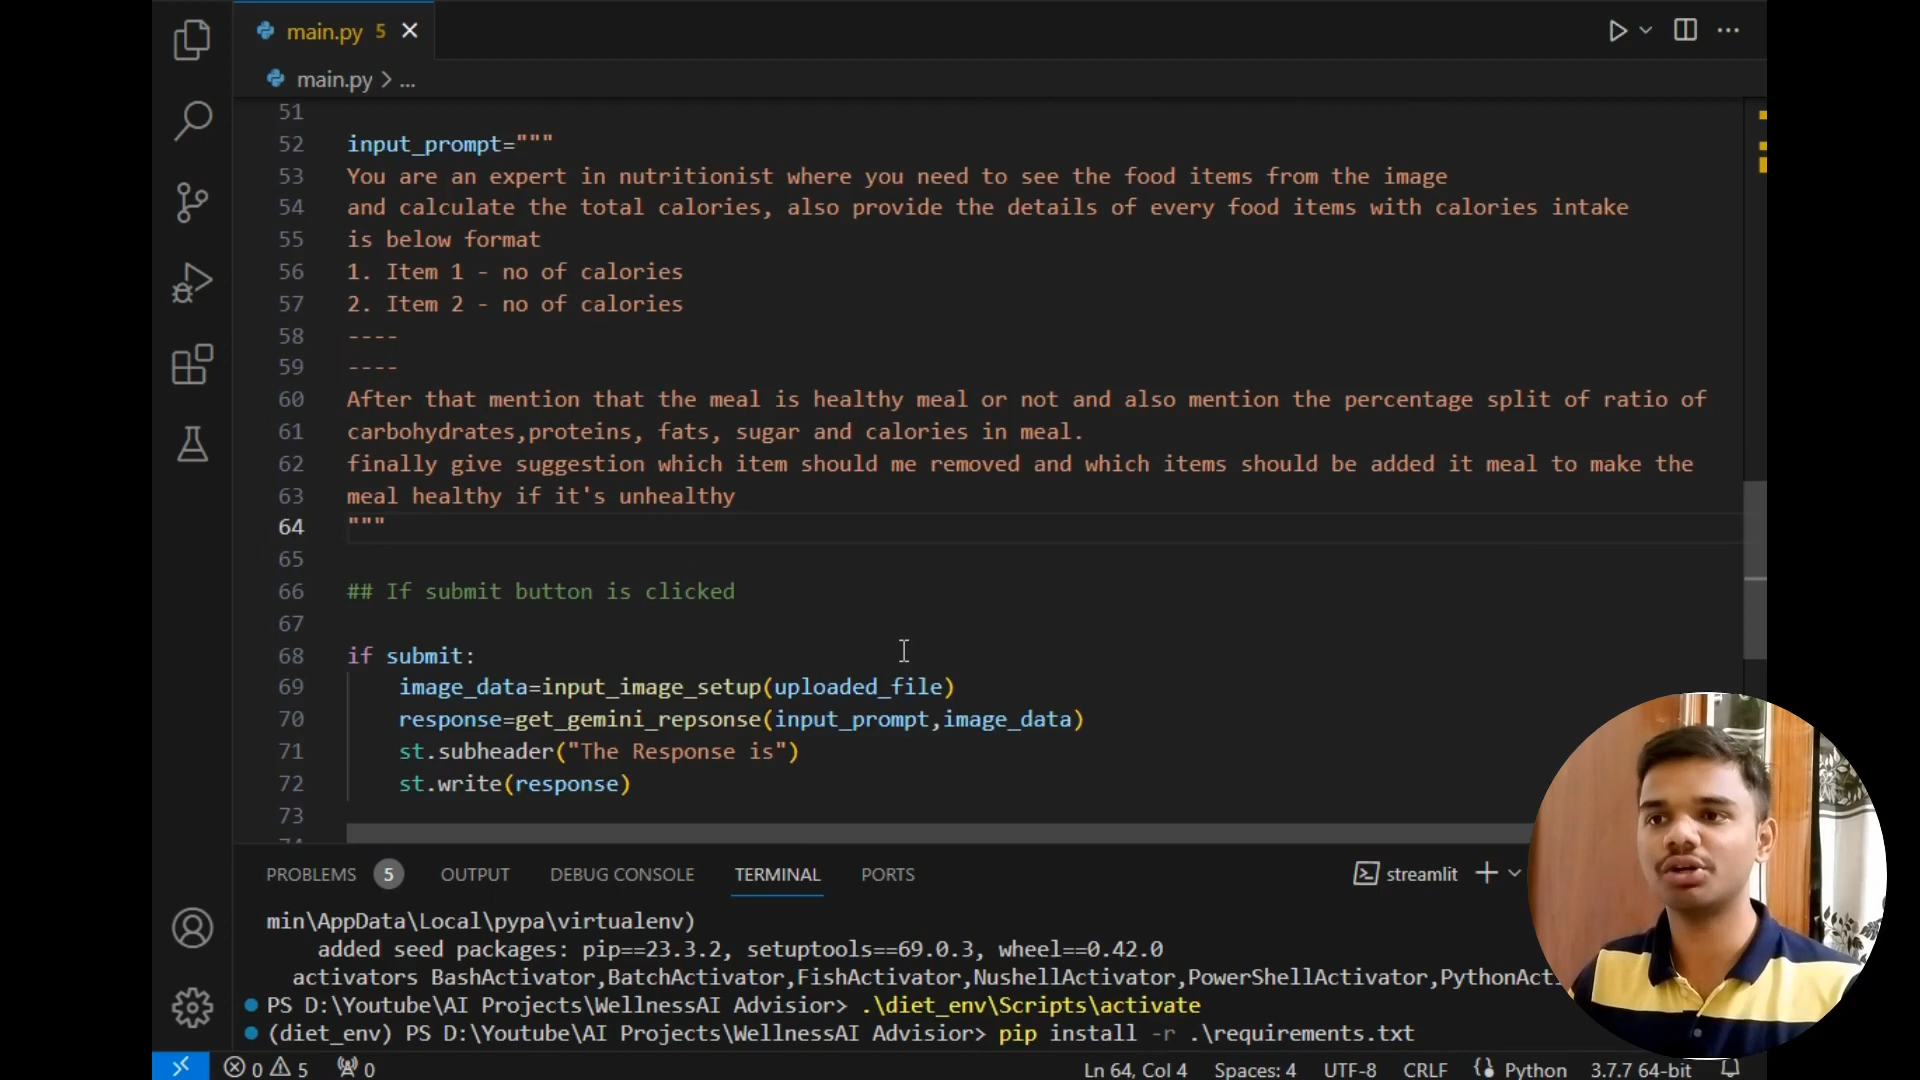 main.py 5
main.py > ...
51
52 input_prompt="""
53 You are an expert in nutritionist where you need to see the food items from the image
54 and calculate the total calories, also provide the details of every food items with calories intake
55 is below format
56 1. Item 1 - no of calories
57 2. Item 2 - no of calories
58 ----
59 ----
60 After that mention that the meal is healthy meal or not and also mention the percentage split of ratio of
61 carbohydrates,proteins, fats, sugar and calories in meal.
62 finally give suggestion which item should me removed and which items should be added it meal to make the
63 meal healthy if it's unhealthy
64 """
65
66 ## If submit button is clicked
67
68 if submit:
69 image_data=input_image_setup(uploaded_file)
70 response=get_gemini_repsonse(input_prompt,image_data)
71 st.subheader("The Response is")
72 st.write(response)
73
PROBLEMS 5 OUTPUT DEBUG CONSOLE TERMINAL PORTS streamlit
min\AppData\Local\pypa\virtualenv)
added seed packages: pip==23.3.2, setuptools==69.0.3, wheel==0.42.0
activators BashActivator,BatchActivator,FishActivator,NushellActivator,PowerShellActivator,PythonActi
PS D:\Youtube\AI Projects\WellnessAI Advisior> .\diet_env\Scripts\activate
(diet_env) PS D:\Youtube\AI Projects\WellnessAI Advisior> pip install -r .\requirements.txt
0 5 0 Ln 64, Col 4 Spaces: 4 UTF-8 CRLF Python 3.7.7 64-bit